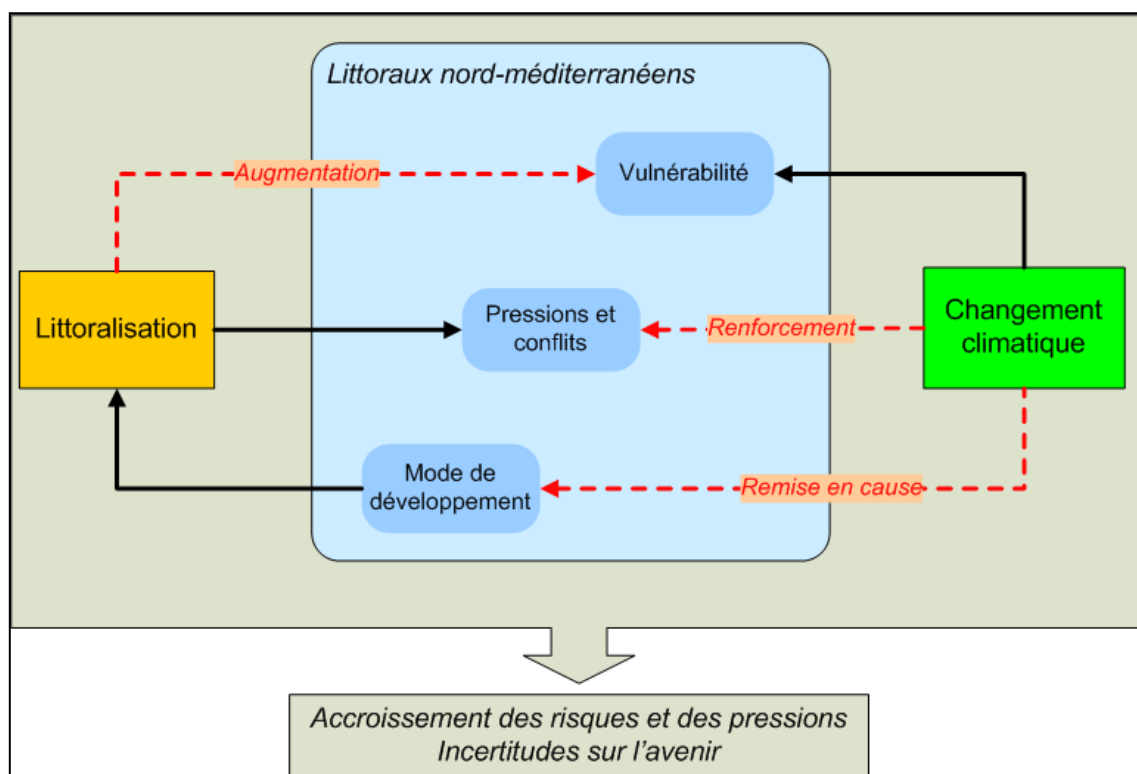 Littoraux nord-méditerranéens
Augmentation
Vulnérabilité
Littoralisation
Pressions et
conflits
Renforcement
Changement
climatique
Mode de
développement
Remise en cause
Accroissement des risques et des pressions
Incertitudes sur l'avenir